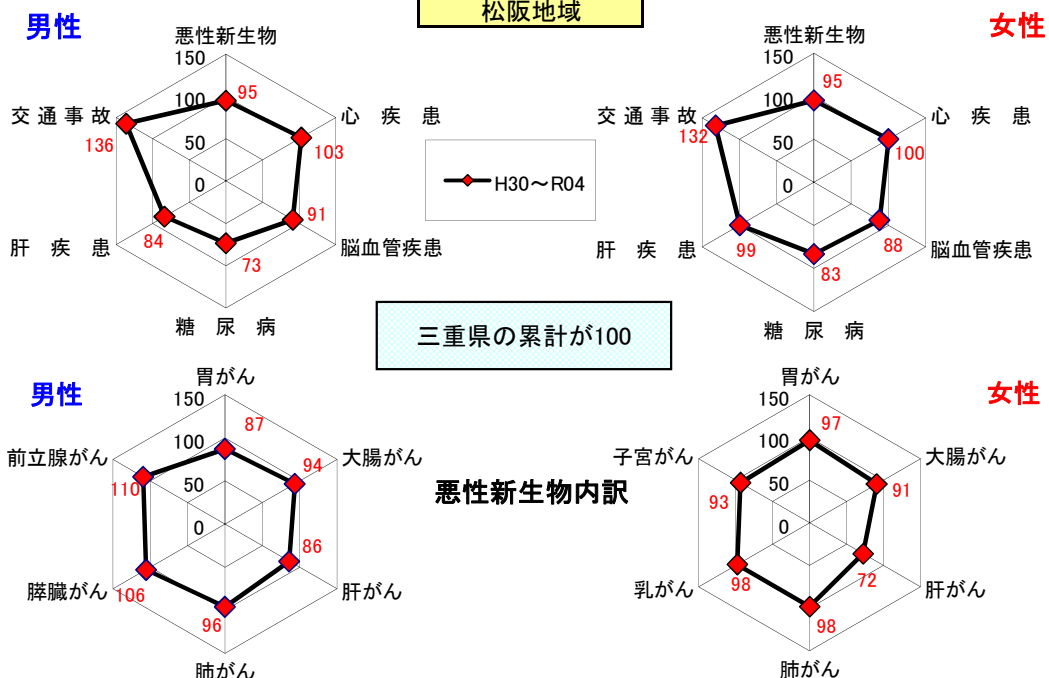 松阪地域
男性
女性
悪性新生物
150
100
50
0
95
心 疾 患
103
脳血管疾患
91
糖 尿 病
73
肝 疾 患
84
交 通 事 故
136
H30～R04
悪性新生物
150
100
50
0
95
心 疾 患
100
脳血管疾患
88
糖 尿 病
83
肝 疾 患
99
交 通 事 故
132
三重県の累計が100
男性
女性
胃がん
150
100
50
0
87
大腸がん
94
肝がん
86
肺がん
96
膵臓がん
106
前立腺がん
110
悪性新生物内訳
胃がん
150
100
50
0
97
大腸がん
91
肝がん
72
肺がん
98
乳がん
98
子宮がん
93